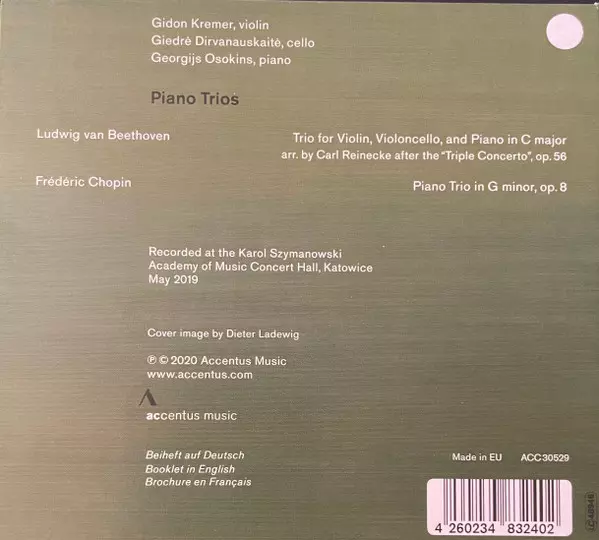 Gidon Kremer, violin
Giedrė Dirvanauskaitė, cello
Georgijs Osokins, piano
Piano Trios
Ludwig van Beethoven
Trio for Violin, Violoncello, and Piano in C major
arr. by Carl Reinecke after the “Triple Concerto”, op. 56
Frédéric Chopin
Piano Trio in G minor, op. 8
Recorded at the Karol Szymanowski
Academy of Music Concert Hall, Katowice
May 2019
Cover image by Dieter Ladewig
℗ © 2020 Accentus Music
www.accentus.com
accentus music
Beiheft auf Deutsch
Booklet in English
Brochure en Français
Made in EU ACC30529
4 260234 832402